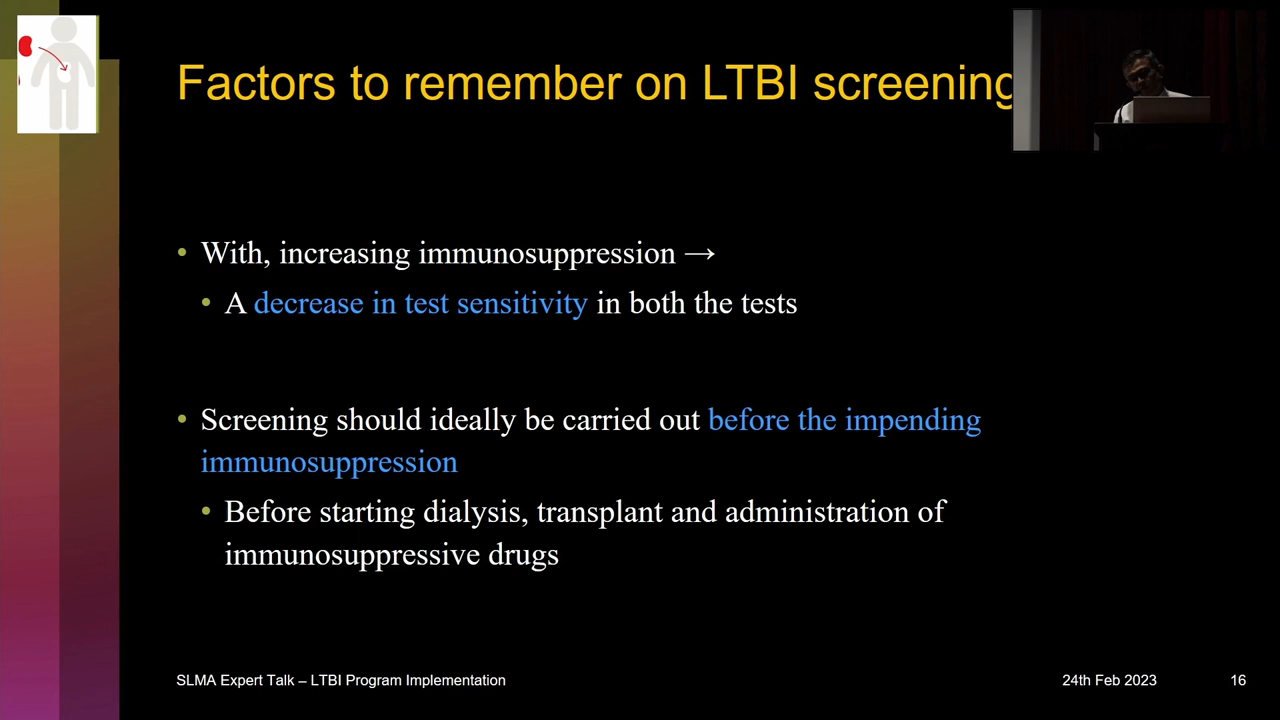 Factors to remember on LTBI screening
With, increasing immunosuppression →
A decrease in test sensitivity in both the tests
Screening should ideally be carried out before the impending
immunosuppression
Before starting dialysis, transplant and administration of
immunosuppressive drugs
SLMA Expert Talk – LTBI Program Implementation
24th Feb 2023
16